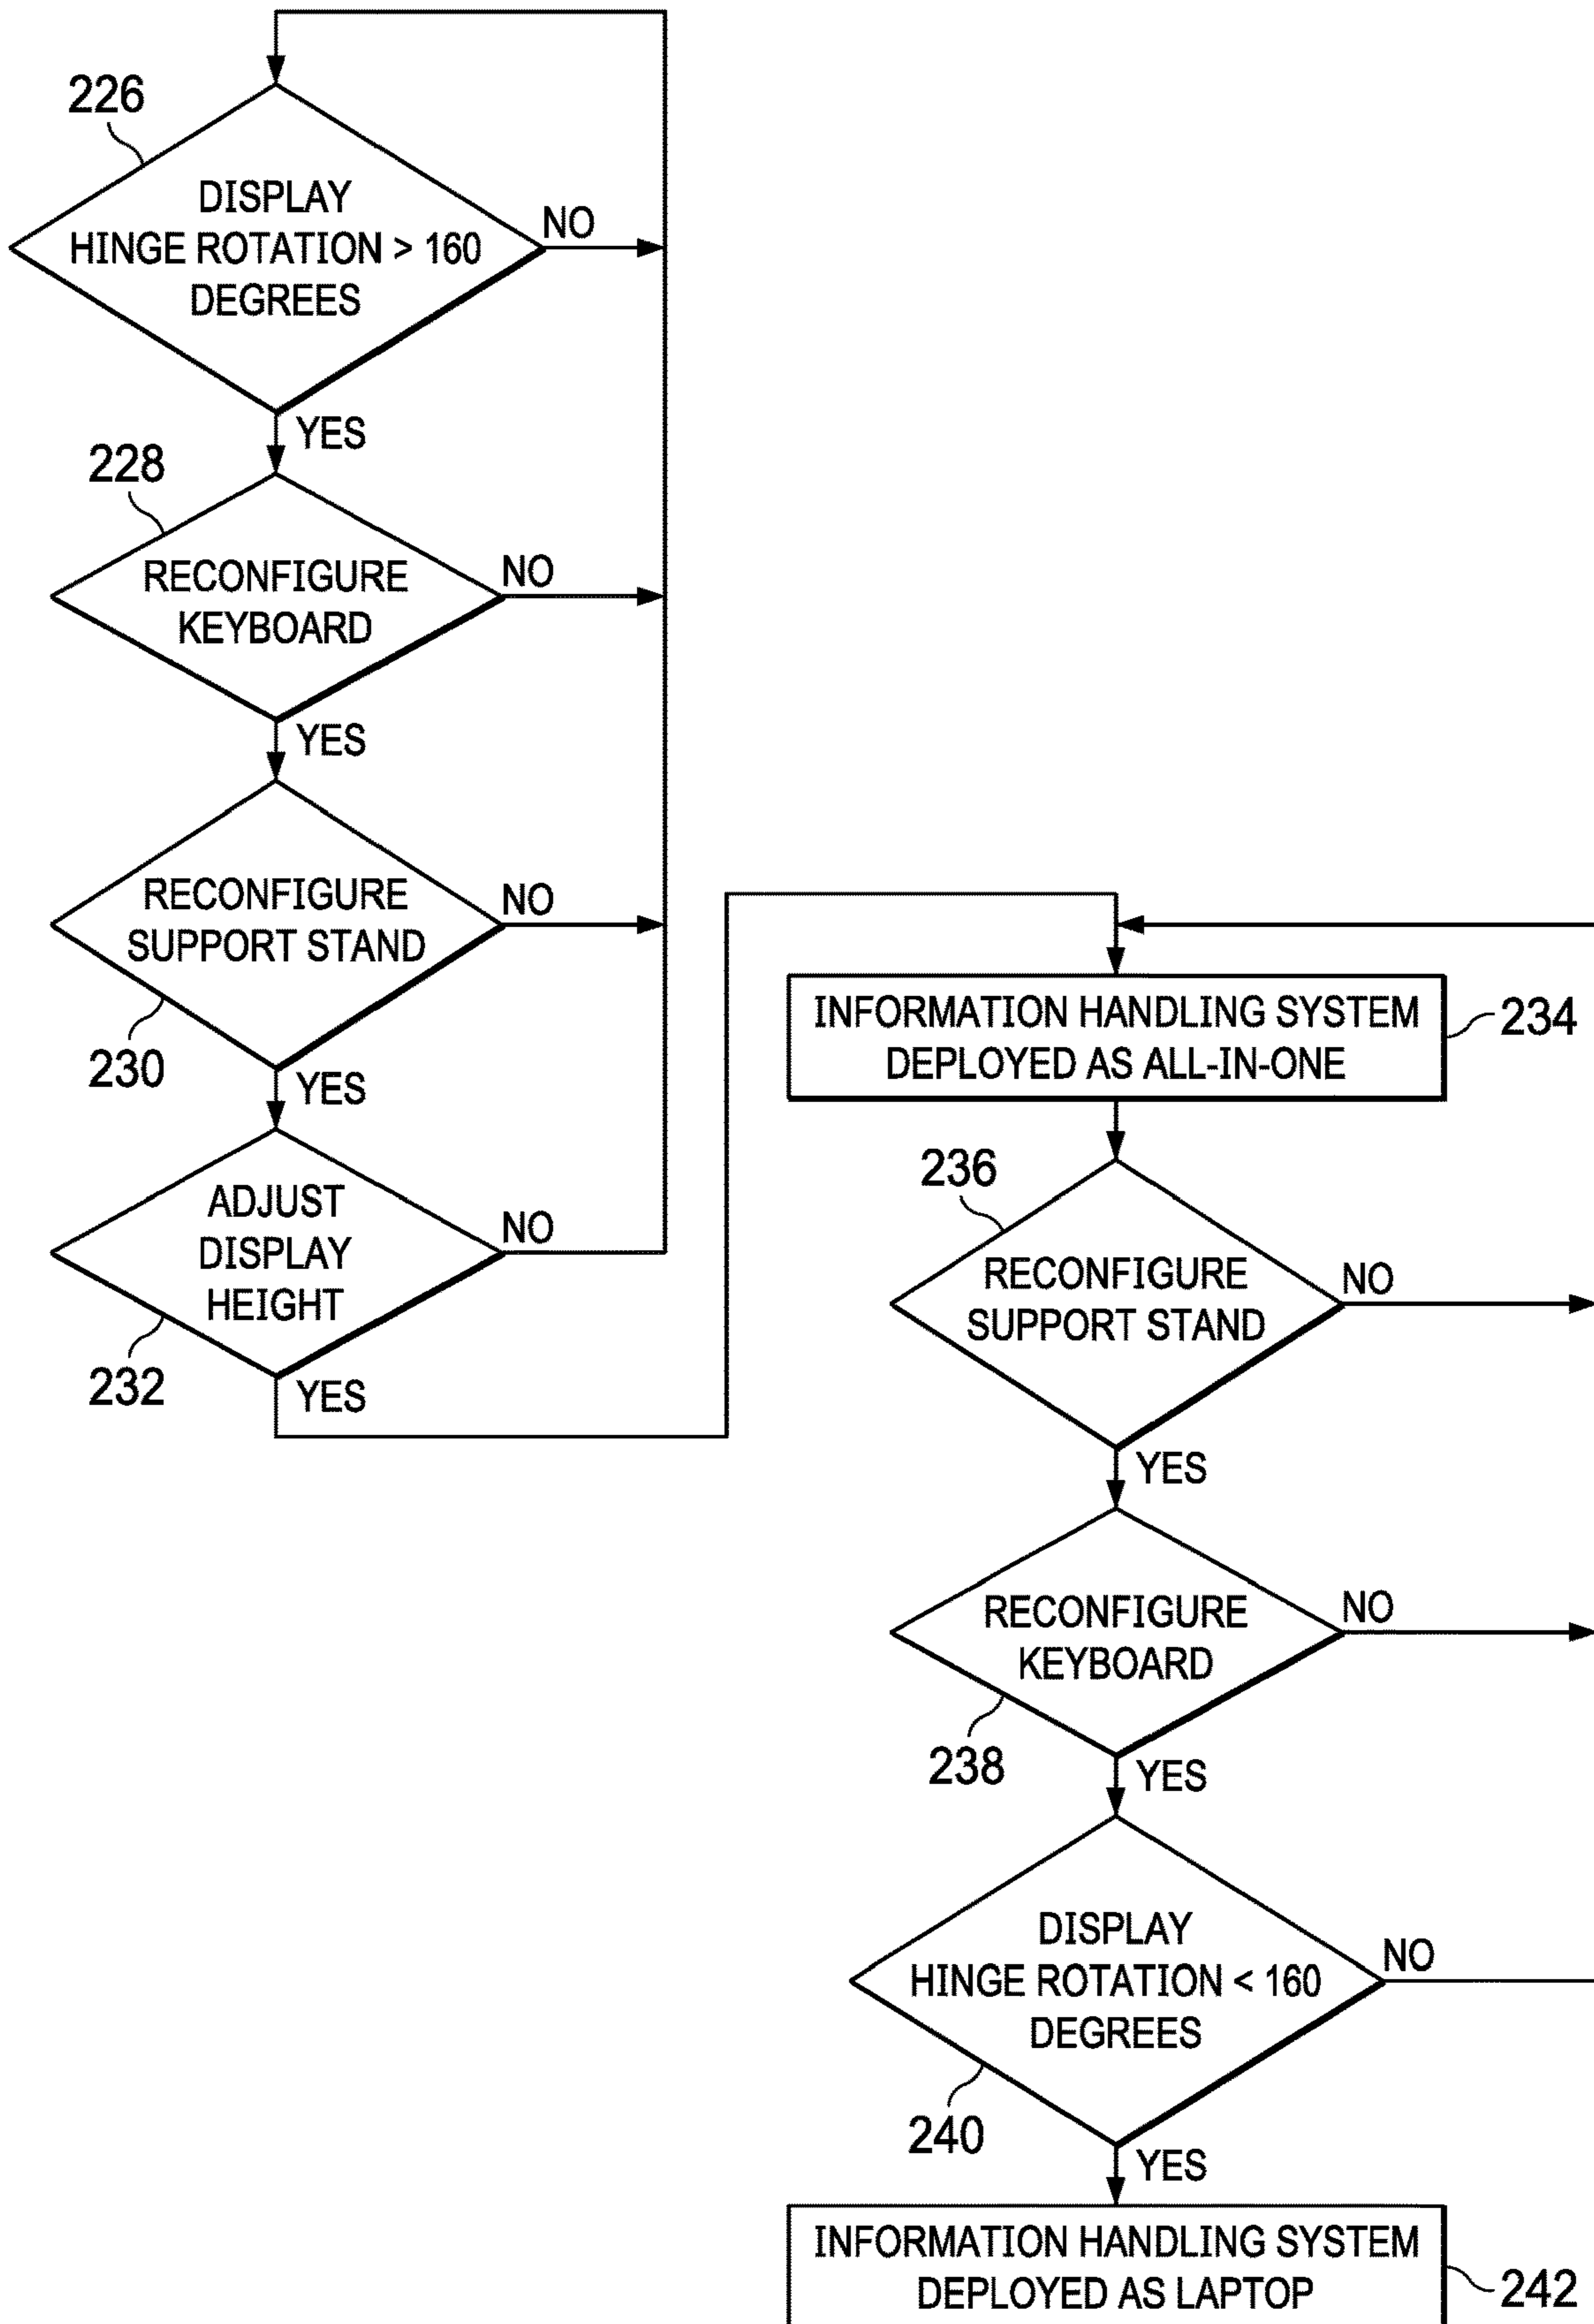 226
DISPLAY
HINGE ROTATION > 160
DEGREES
NO
YES
228
RECONFIGURE
KEYBOARD
NO
YES
RECONFIGURE
SUPPORT STAND
NO
230
YES
ADJUST
DISPLAY
HEIGHT
NO
232
YES
INFORMATION HANDLING SYSTEM
DEPLOYED AS ALL-IN-ONE
234
236
RECONFIGURE
SUPPORT STAND
NO
YES
RECONFIGURE
KEYBOARD
NO
238
YES
DISPLAY
HINGE ROTATION < 160
DEGREES
NO
240
YES
INFORMATION HANDLING SYSTEM
DEPLOYED AS LAPTOP
242